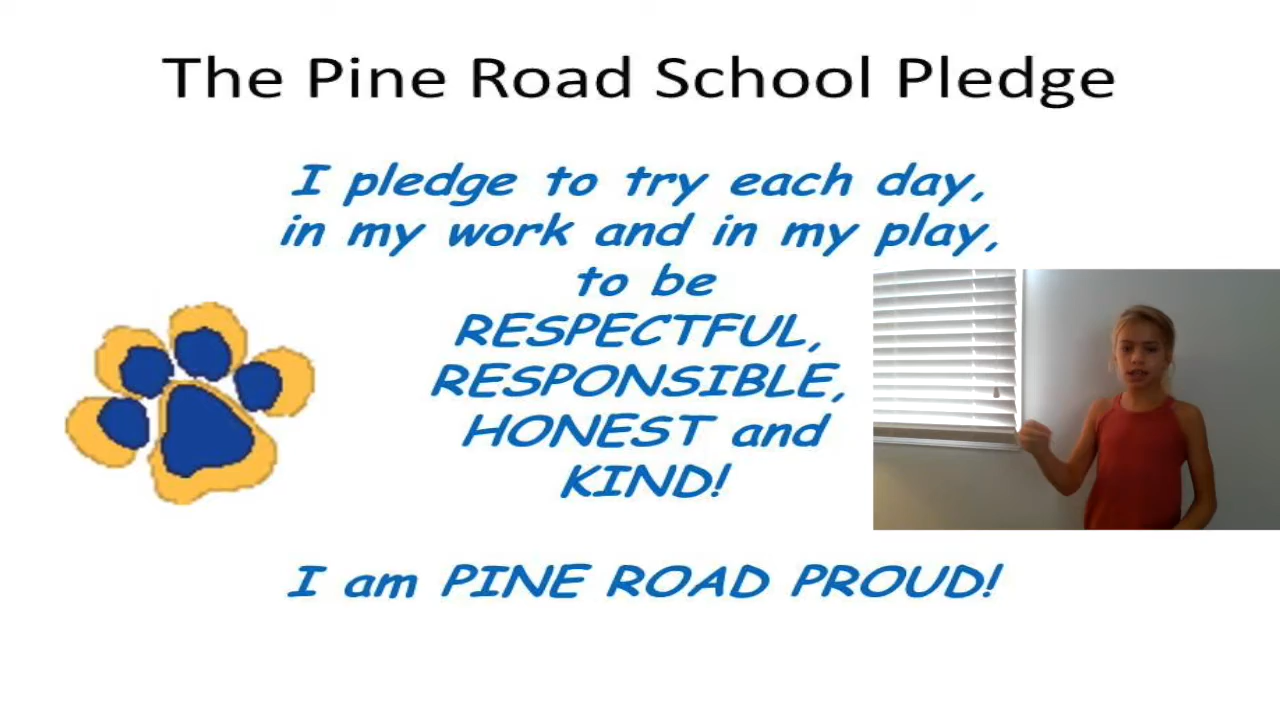 The Pine Road School Pledge
I pledge to try each day,
in my work and in my play,
to be
RESPECTFUL,
RESPONSIBLE,
HONEST and
KIND!
I am PINE ROAD PROUD!